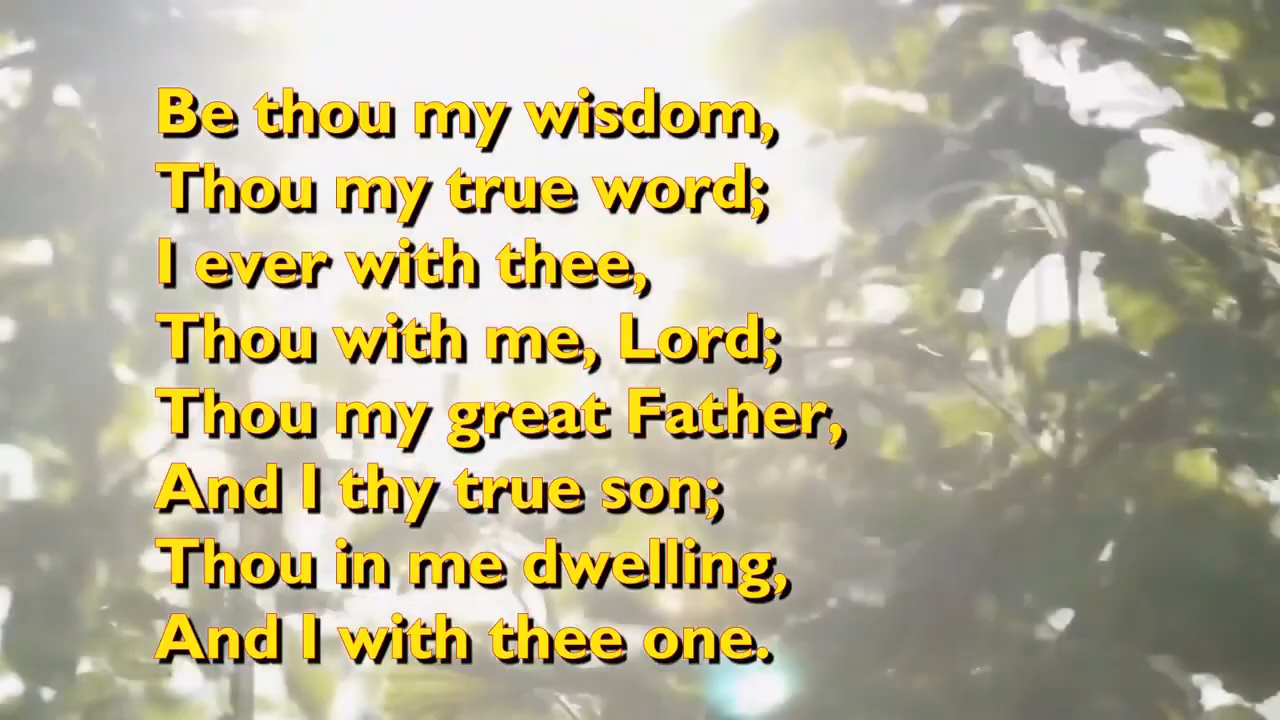 Be thou my wisdom,
Thou my true word;
I ever with thee,
Thou with me, Lord;
Thou my great Father,
And I thy true son;
Thou in me dwelling,
And I with thee one.